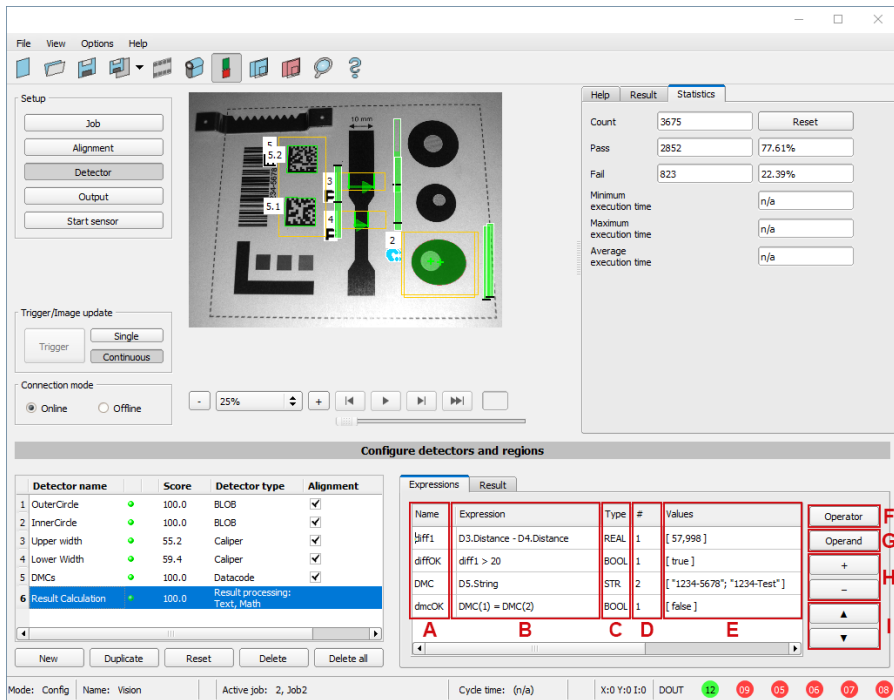 File View Options Help
Setup
Job
Alignment
Detector
Output
Start sensor
Trigger/Image update
Trigger
Single
Continuous
Connection mode
Online Offline
10 mm
5
5.2
5.1
3
F
4
F
2
- 25% +
Help Result Statistics
Count 3675 Reset
Pass 2852 77.61%
Fail 823 22.39%
Minimum
execution time n/a
Maximum
execution time n/a
Average
execution time n/a
Configure detectors and regions
Detector name Score Detector type Alignment
1 OuterCircle 100.0 BLOB
2 InnerCircle 100.0 BLOB
3 Upper width 55.2 Caliper
4 Lower Width 59.4 Caliper
5 DMCs 100.0 Datacode
6 Result Calculation 100.0 Result processing:
Text, Math
New Duplicate Reset Delete Delete all
Expressions Result
Name Expression Type # Values
diff1 D3.Distance - D4.Distance REAL 1 [ 57,998 ]
diffOK diff1 > 20 BOOL 1 [ true ]
DMC D5.String STR 2 [ "1234-5678"; "1234-Test" ]
dmcOK DMC(1) = DMC(2) BOOL 1 [ false ]
A B C D E
Operator F
Operand G
+
- H
▲
▼ I
Mode: Config Name: Vision Active job: 2, Job2 Cycle time: (n/a) X:0 Y:0 I:0 DOUT 12 09 05 06 07 08